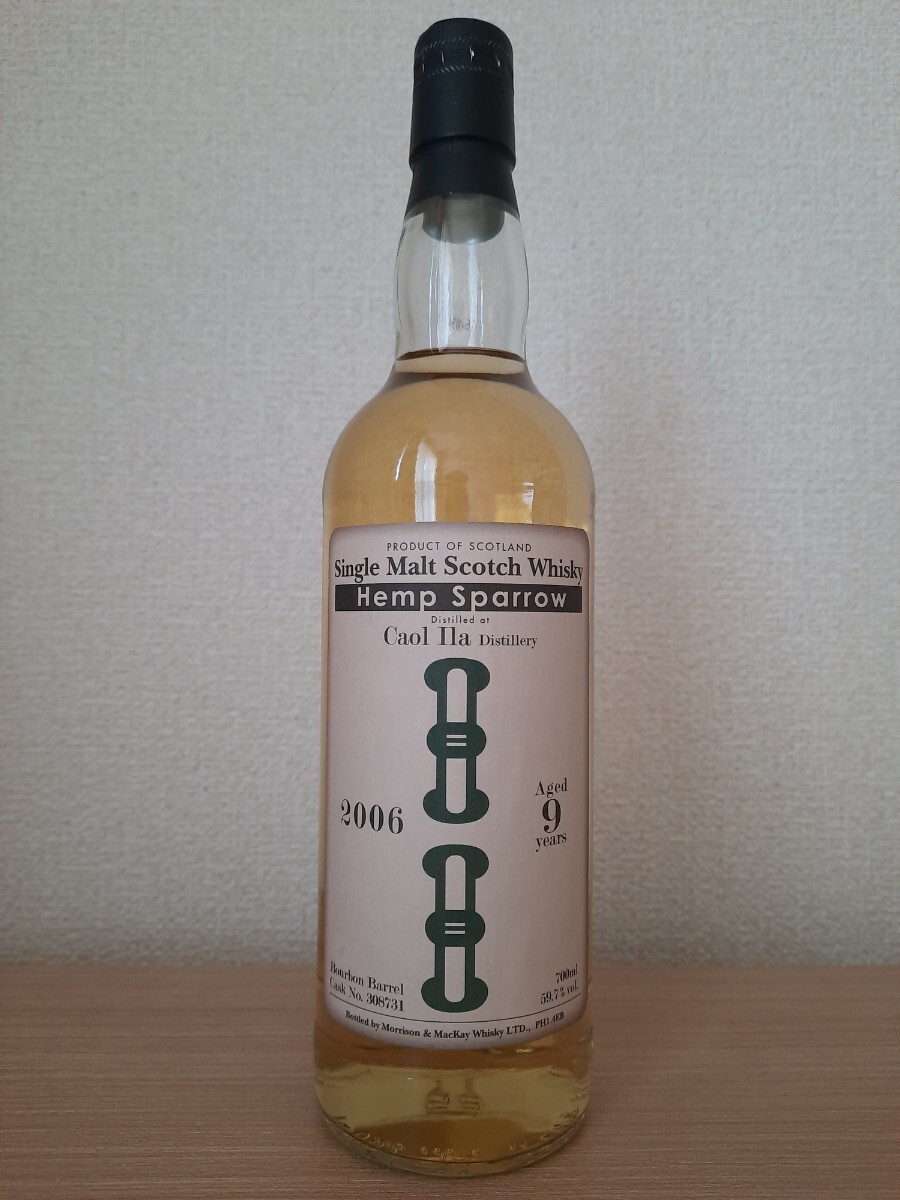 PRODUCT OF SCOTLAND
Single Malt Scotch Whisky
Hemp Sparrow
Distilled at
Caol Ila Distillery
2006
Aged
9
years
Bourbon Barrel
Cask No. 308731
700ml
59.7% vol.
Bottled by Morrison & MacKay Whisky LTD., PH1 4EB